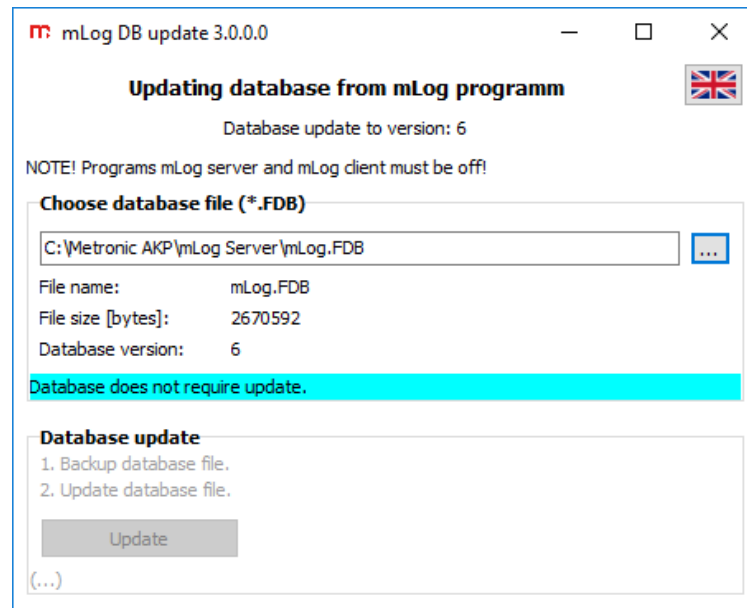 mLog DB update 3.0.0.0
Updating database from mLog programm
Database update to version: 6
NOTE! Programs mLog server and mLog client must be off!
Choose database file (*.FDB)
C:\Metronic AKP\mLog Server\mLog.FDB
...
File name: mLog.FDB
File size [bytes]: 2670592
Database version: 6
Database does not require update.
Database update
1. Backup database file.
2. Update database file.
Update
(...)